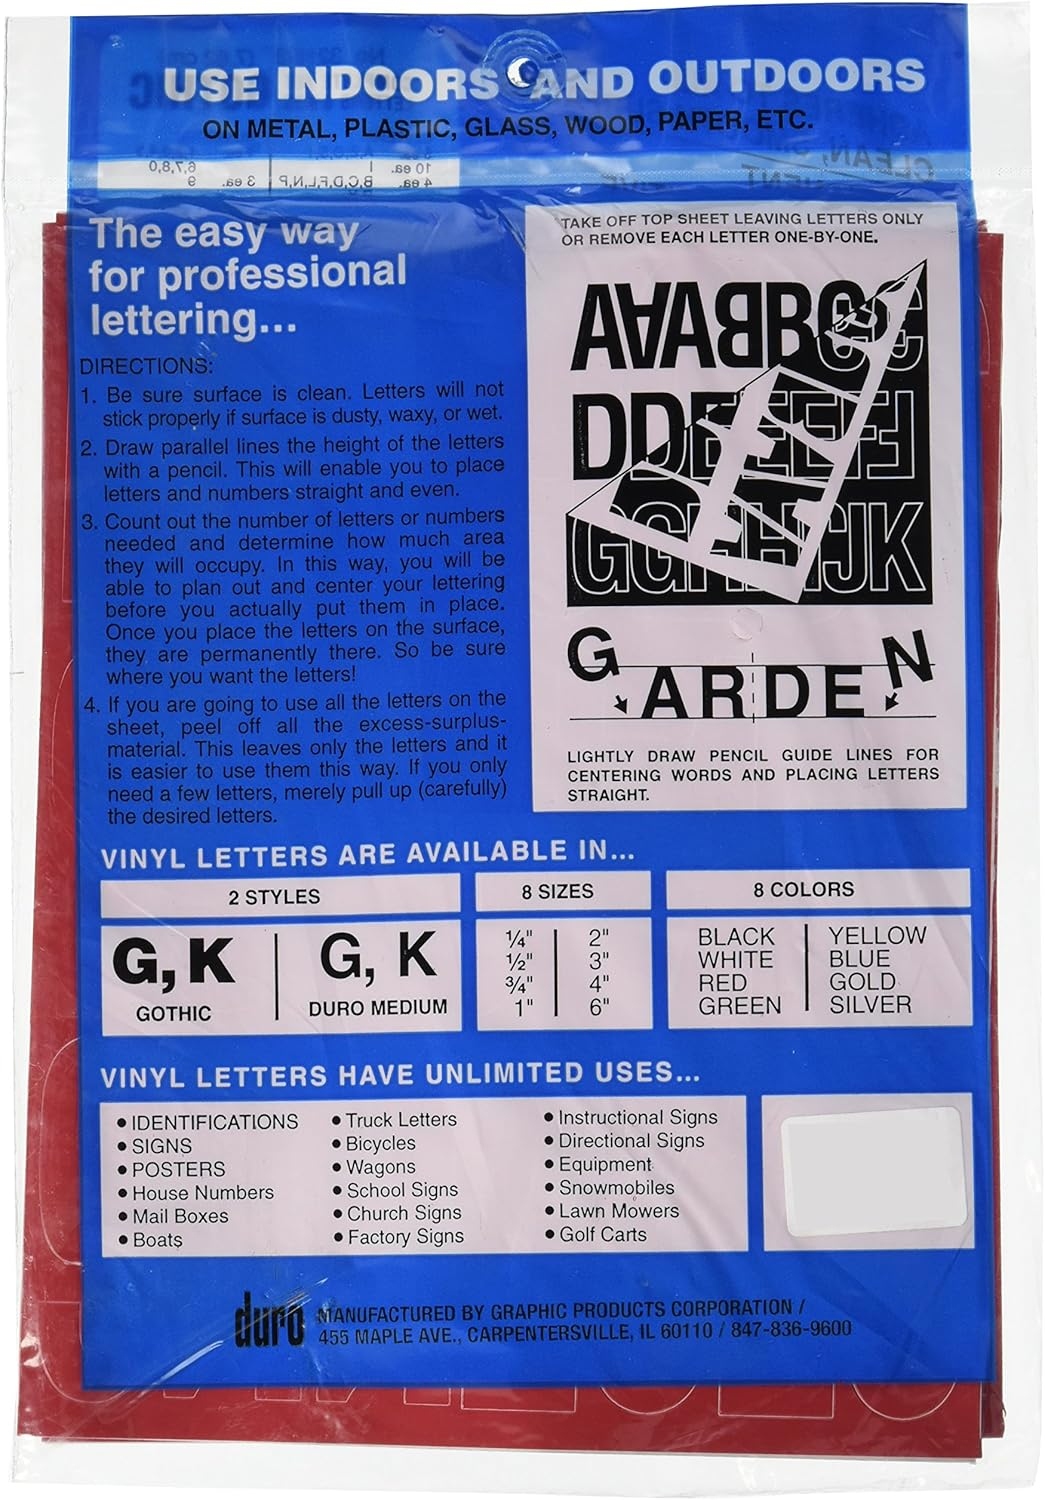 USE INDOORS AND OUTDOORS
ON METAL, PLASTIC, GLASS, WOOD, PAPER, ETC.
10 ea. I 6,7,8,0
4 ea. B,C,D,F,L,N,P 3 ea. 9
The easy way
for professional
lettering...
DIRECTIONS:
1. Be sure surface is clean. Letters will not
stick properly if surface is dusty, waxy, or wet.
2. Draw parallel lines the height of the letters
with a pencil. This will enable you to place
letters and numbers straight and even.
3. Count out the number of letters or numbers
needed and determine how much area
they will occupy. In this way, you will be
able to plan out and center your lettering
before you actually put them in place.
Once you place the letters on the surface,
they are permanently there. So be sure
where you want the letters!
4. If you are going to use all the letters on the
sheet, peel off all the excess-surplus-
material. This leaves only the letters and it
is easier to use them this way. If you only
need a few letters, merely pull up (carefully)
the desired letters.
TAKE OFF TOP SHEET LEAVING LETTERS ONLY
OR REMOVE EACH LETTER ONE-BY-ONE.
GARDEN
LIGHTLY DRAW PENCIL GUIDE LINES FOR
CENTERING WORDS AND PLACING LETTERS
STRAIGHT.
VINYL LETTERS ARE AVAILABLE IN...
2 STYLES
G, K G, K
GOTHIC DURO MEDIUM
8 SIZES
1/4" 2"
1/2" 3"
3/4" 4"
1" 6"
8 COLORS
BLACK YELLOW
WHITE BLUE
RED GOLD
GREEN SILVER
VINYL LETTERS HAVE UNLIMITED USES...
• IDENTIFICATIONS
• SIGNS
• POSTERS
• House Numbers
• Mail Boxes
• Boats
• Truck Letters
• Bicycles
• Wagons
• School Signs
• Church Signs
• Factory Signs
• Instructional Signs
• Directional Signs
• Equipment
• Snowmobiles
• Lawn Mowers
• Golf Carts
duro MANUFACTURED BY GRAPHIC PRODUCTS CORPORATION /
455 MAPLE AVE., CARPENTERSVILLE, IL 60110 / 847-836-9600